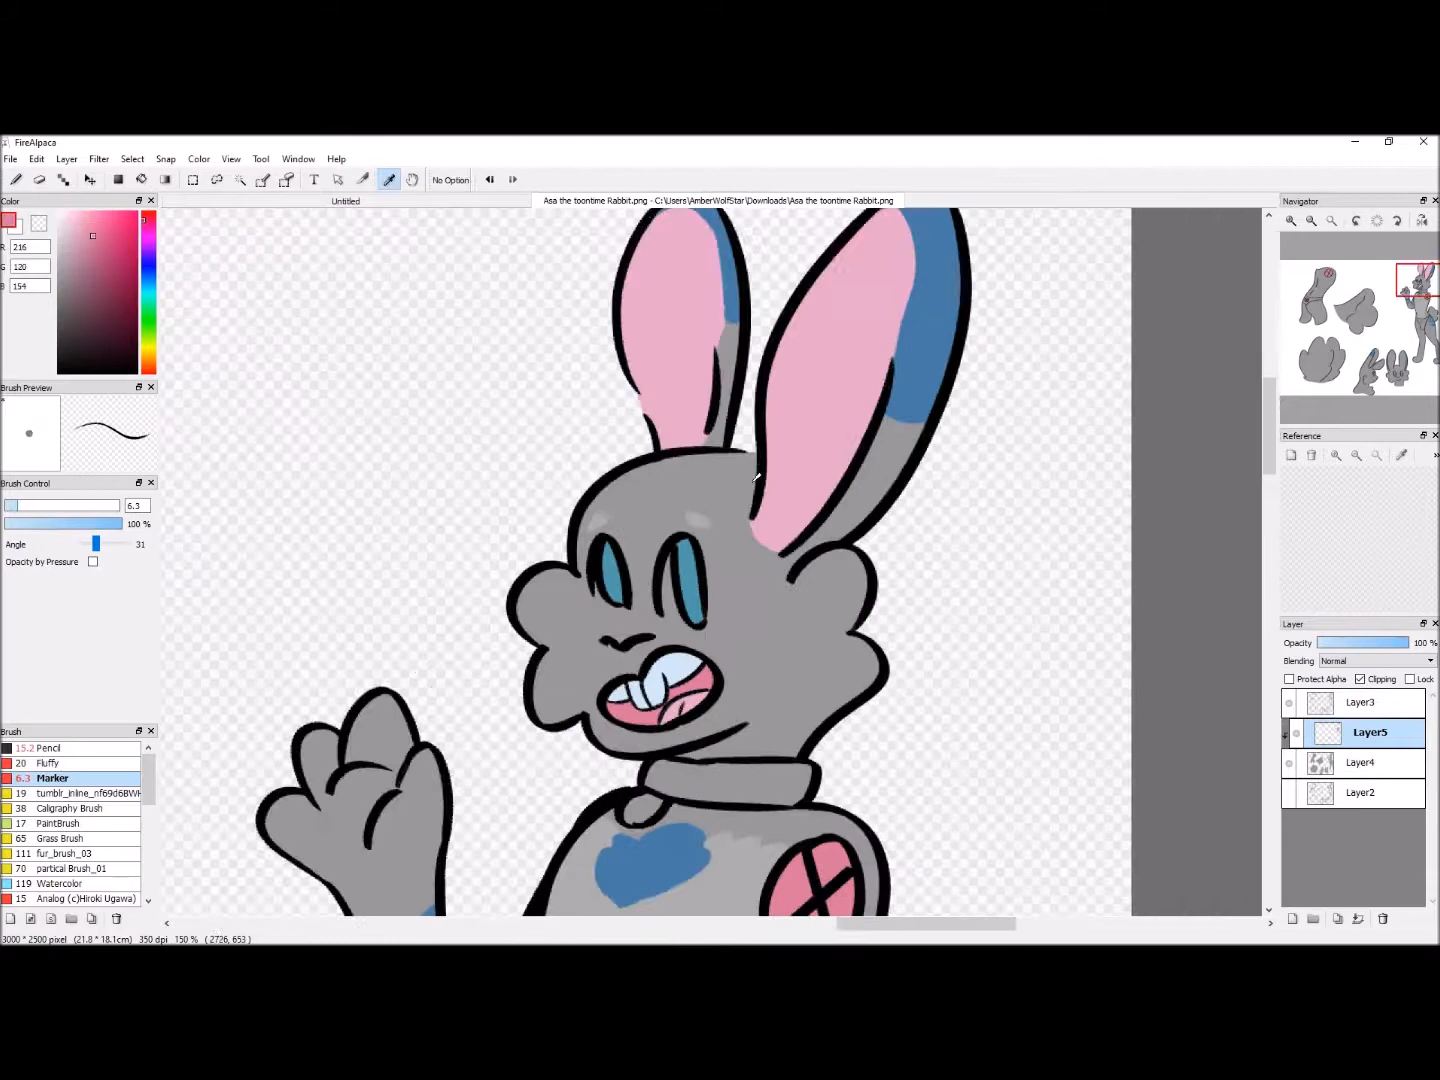 FireAlpaca
File Edit Layer Filter Select Snap Color View Tool Window Help
No Option
Color
Untitled
Asa the toontime Rabbit.png - C:\Users\AmberWolfStar\Downloads\Asa the toontime Rabbit.png
Navigator
R 216
G 120
B 154
Brush Preview
Reference
Brush Control
6.3
100 %
Angle 31
Opacity by Pressure
Layer
Opacity 100 %
Blending Normal
Protect Alpha Clipping Lock
Layer3
Layer5
Layer4
Layer2
Brush
15.2 Pencil
20 Fluffy
6.3 Marker
19 tumblr_inline_nf69d6BWH
38 Caligraphy Brush
17 PaintBrush
65 Grass Brush
111 fur_brush_03
70 partical Brush_01
119 Watercolor
15 Analog (c)Hiroki Ugawa)
3000 * 2500 pixel (21.8 * 18.1cm) 350 dpi 150 % ( 2726, 653 )